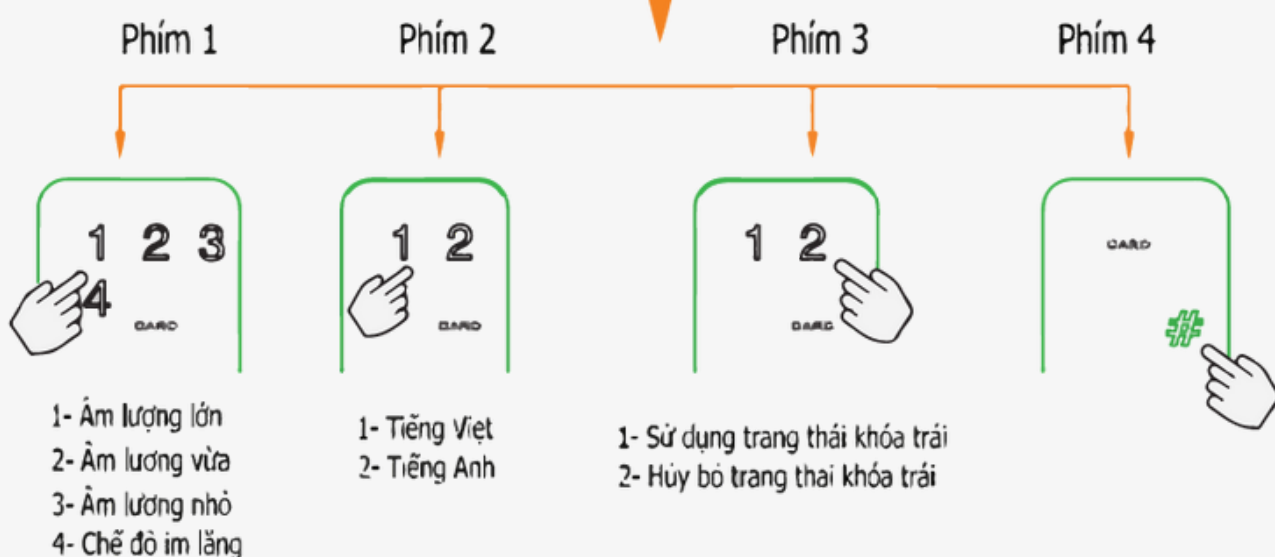 Phím 1
Phím 2
Phím 3
Phím 4
1 2 3
4
CARD
1 2
CARD
1 2
CARD
CARD
#
1- Âm lượng lớn
2- Âm lương vừa
3- Âm lương nhỏ
4- Chế độ im lăng
1- Tiếng Việt
2- Tiếng Anh
1- Sử dụng trang thái khóa trái
2- Hủy bỏ trang thai khóa trái